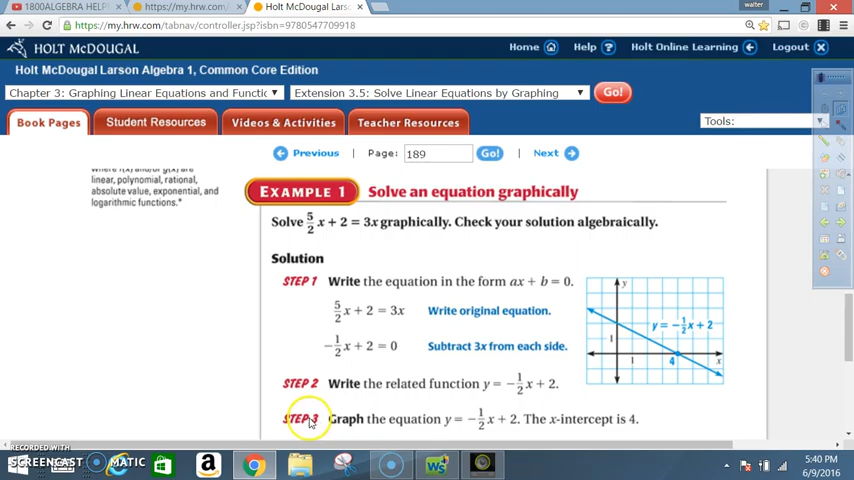 1800ALGEBRA HELPI
https://my.hrw.com/tabnav/
Holt McDougal Larson
walter
https://my.hrw.com/tabnav/controller.jsp?isbn=9780547709918
HOLT MCDOUGAL
Home
Help ?
Holt Online Learning
Logout
Holt McDougal Larson Algebra 1, Common Core Edition
Chapter 3: Graphing Linear Equations and Functic
Extension 3.5: Solve Linear Equations by Graphing
Go!
Book Pages
Student Resources
Videos & Activities
Teacher Resources
Tools:
Previous | Page: 189 Go! | Next
where f(x) and/or g(x) are
linear, polynomial, rational,
absolute value, exponential, and
logarithmic functions.*
EXAMPLE 1 Solve an equation graphically
Solve 5/2 x + 2 = 3x graphically. Check your solution algebraically.
Solution
STEP 1 Write the equation in the form ax + b = 0.
5/2 x + 2 = 3x Write original equation.
-1/2 x + 2 = 0 Subtract 3x from each side.
y
y = -1/2 x + 2
1
1
4
x
STEP 2 Write the related function y = -1/2 x + 2.
STEP 3 Graph the equation y = -1/2 x + 2. The x-intercept is 4.
RECORDED WITH
SCREENCAST MATIC
5:40 PM
6/9/2016